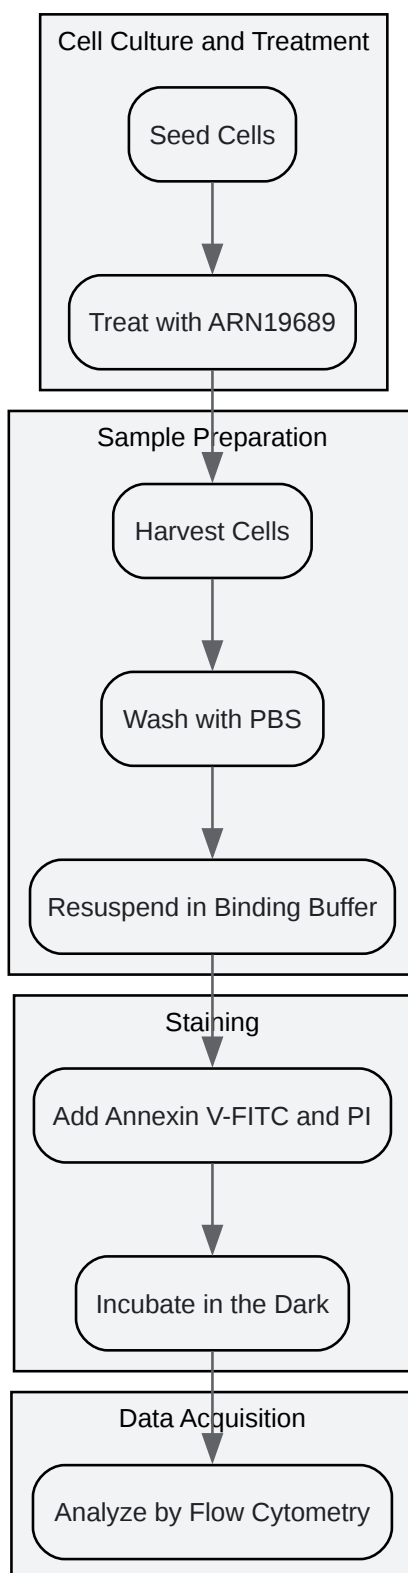 Cell Culture and Treatment
Seed Cells
Treat with ARN19689
Sample Preparation
Harvest Cells
Wash with PBS
Resuspend in Binding Buffer
Staining
Add Annexin V-FITC and PI
Incubate in the Dark
Data Acquisition
Analyze by Flow Cytometry